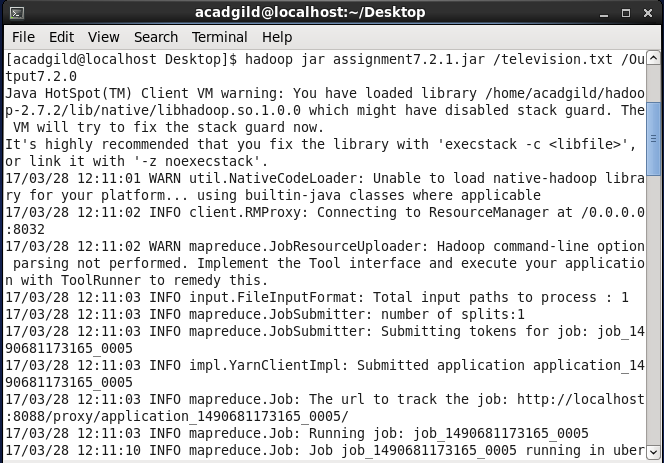 acadgild@localhost:~/Desktop
File Edit View Search Terminal Help
[acadgild@localhost Desktop]$ hadoop jar assignment7.2.1.jar /television.txt /Ou
tput7.2.0
Java HotSpot(TM) Client VM warning: You have loaded library /home/acadgild/hadoo
p-2.7.2/lib/native/libhadoop.so.1.0.0 which might have disabled stack guard. The
 VM will try to fix the stack guard now.
It's highly recommended that you fix the library with 'execstack -c <libfile>',
or link it with '-z noexecstack'.
17/03/28 12:11:01 WARN util.NativeCodeLoader: Unable to load native-hadoop libra
ry for your platform... using builtin-java classes where applicable
17/03/28 12:11:02 INFO client.RMProxy: Connecting to ResourceManager at /0.0.0.0
:8032
17/03/28 12:11:02 WARN mapreduce.JobResourceUploader: Hadoop command-line option
 parsing not performed. Implement the Tool interface and execute your applicatio
n with ToolRunner to remedy this.
17/03/28 12:11:03 INFO input.FileInputFormat: Total input paths to process : 1
17/03/28 12:11:03 INFO mapreduce.JobSubmitter: number of splits:1
17/03/28 12:11:03 INFO mapreduce.JobSubmitter: Submitting tokens for job: job_14
90681173165_0005
17/03/28 12:11:03 INFO impl.YarnClientImpl: Submitted application application_14
90681173165_0005
17/03/28 12:11:03 INFO mapreduce.Job: The url to track the job: http://localhost
:8088/proxy/application_1490681173165_0005/
17/03/28 12:11:03 INFO mapreduce.Job: Running job: job_1490681173165_0005
17/03/28 12:11:10 INFO mapreduce.Job: Job job_1490681173165_0005 running in uber